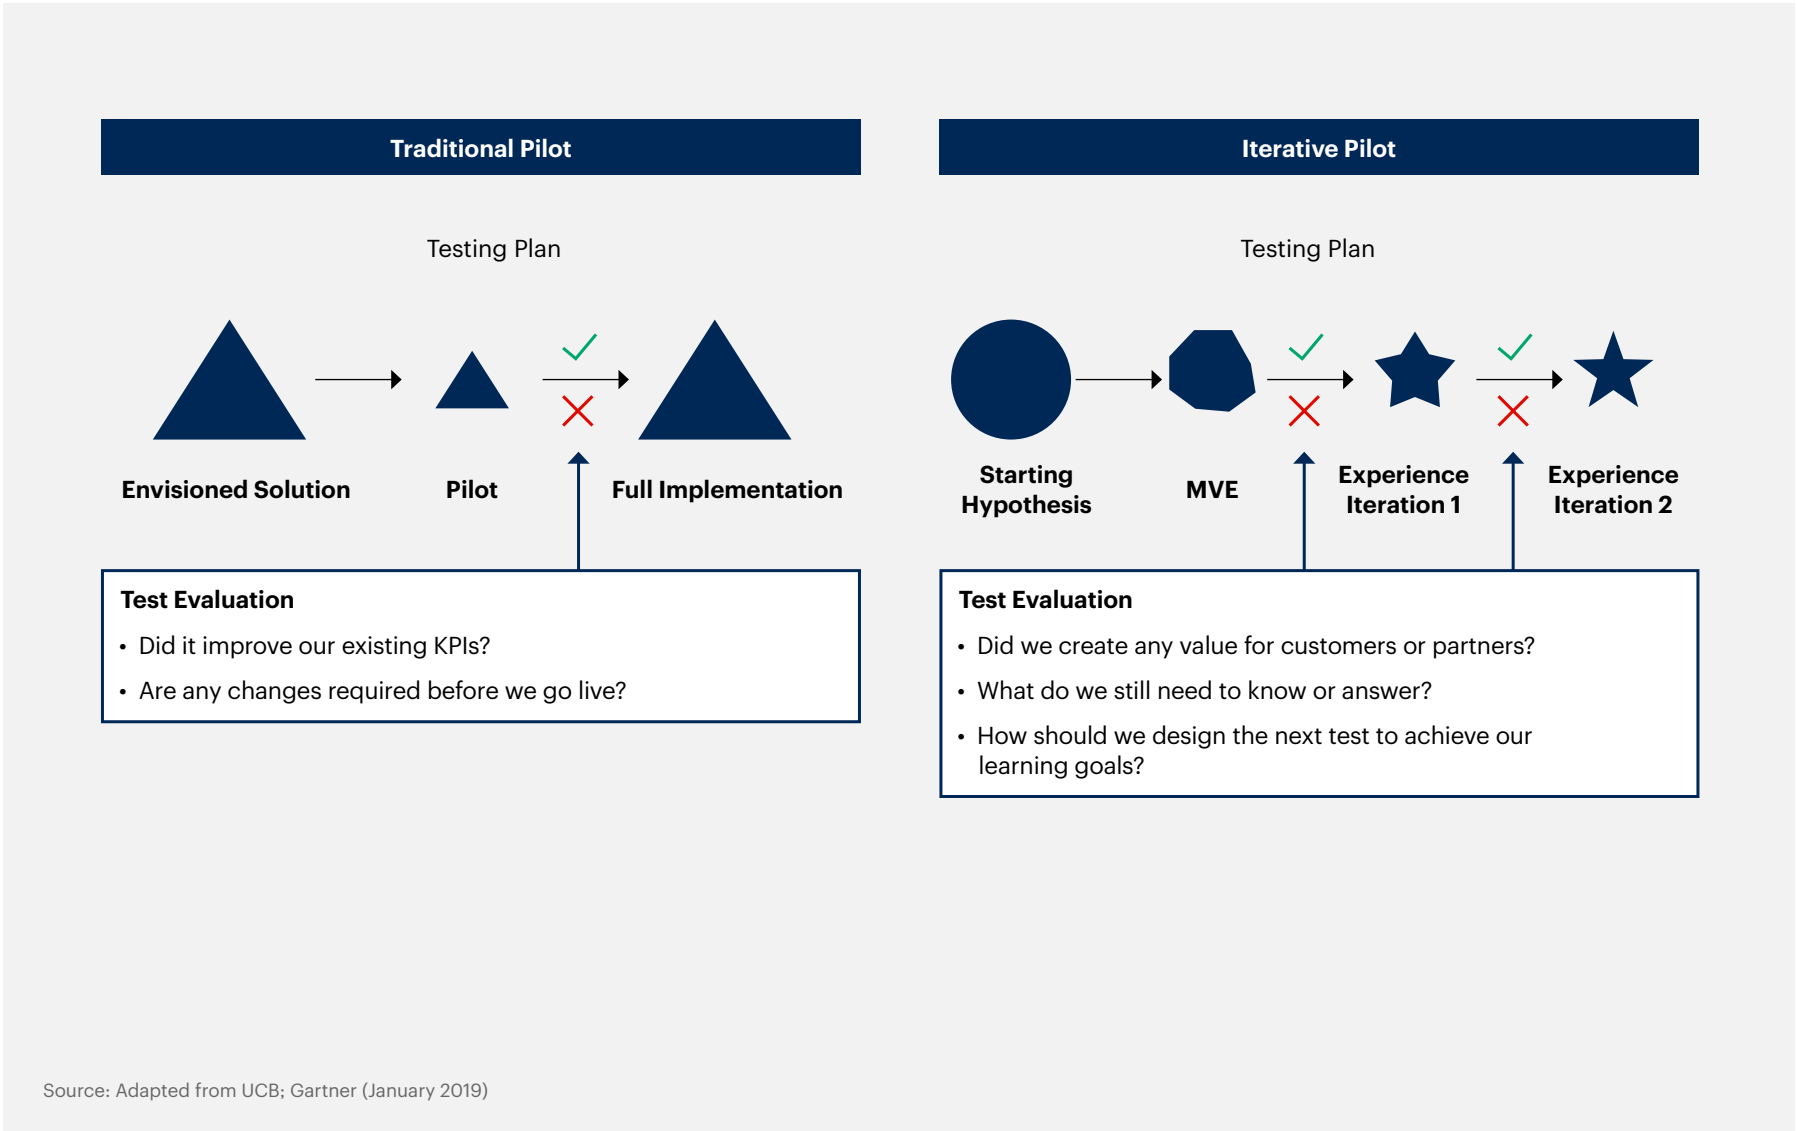 Traditional Pilot
Testing Plan
Envisioned Solution
Pilot
Full Implementation
Test Evaluation
• Did it improve our existing KPIs?
• Are any changes required before we go live?
Iterative Pilot
Testing Plan
Starting
Hypothesis
MVE
Experience
Iteration 1
Experience
Iteration 2
Test Evaluation
• Did we create any value for customers or partners?
• What do we still need to know or answer?
• How should we design the next test to achieve our
learning goals?
Source: Adapted from UCB; Gartner (January 2019)